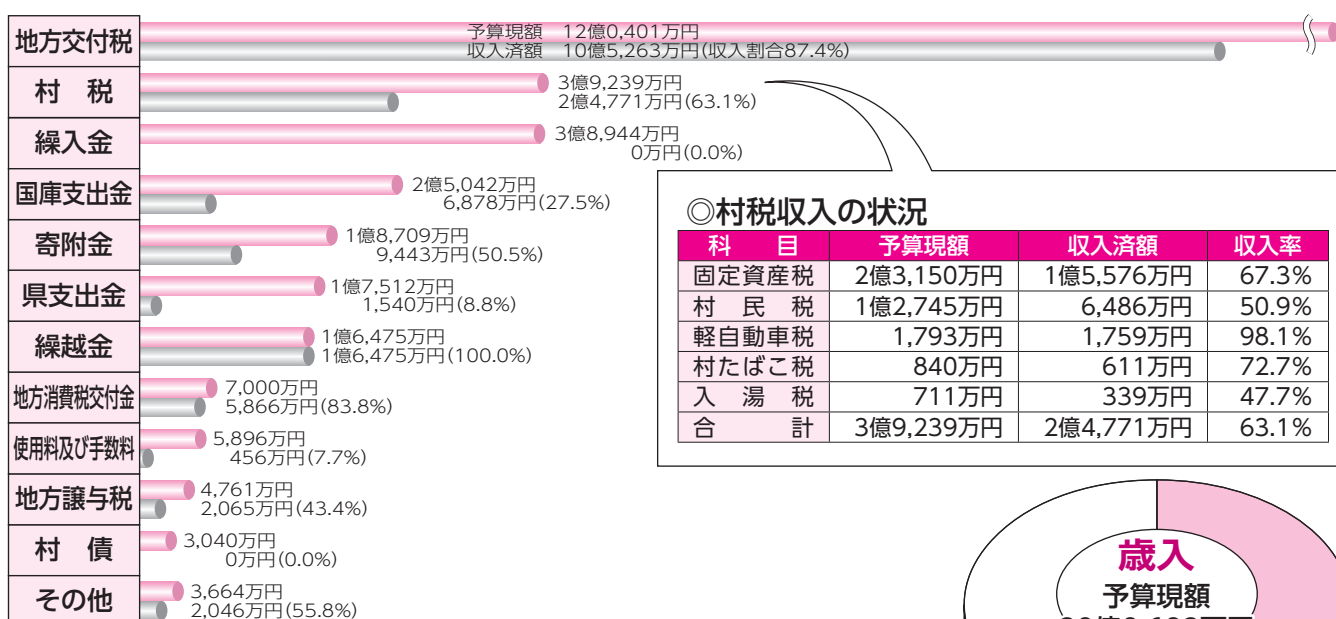 地方交付税
予算現額 12億0,401万円
収入済額 10億5,263万円(収入割合87.4%)
村 税
3億9,239万円
2億4,771万円(63.1%)
繰入金
3億8,944万円
0万円(0.0%)
国庫支出金
2億5,042万円
6,878万円(27.5%)
寄附金
1億8,709万円
9,443万円(50.5%)
県支出金
1億7,512万円
1,540万円(8.8%)
繰越金
1億6,475万円
1億6,475万円(100.0%)
地方消費税交付金
7,000万円
5,866万円(83.8%)
使用料及び手数料
5,896万円
456万円(7.7%)
地方譲与税
4,761万円
2,065万円(43.4%)
村 債
3,040万円
0万円(0.0%)
その他
3,664万円
2,046万円(55.8%)
◎村税収入の状況
科 目 予算現額 収入済額 収入率
固定資産税 2億3,150万円 1億5,576万円 67.3%
村 民 税 1億2,745万円 6,486万円 50.9%
軽自動車税 1,793万円 1,759万円 98.1%
村たばこ税 840万円 611万円 72.7%
入 湯 税 711万円 339万円 47.7%
合 計 3億9,239万円 2億4,771万円 63.1%
歳入
予算現額